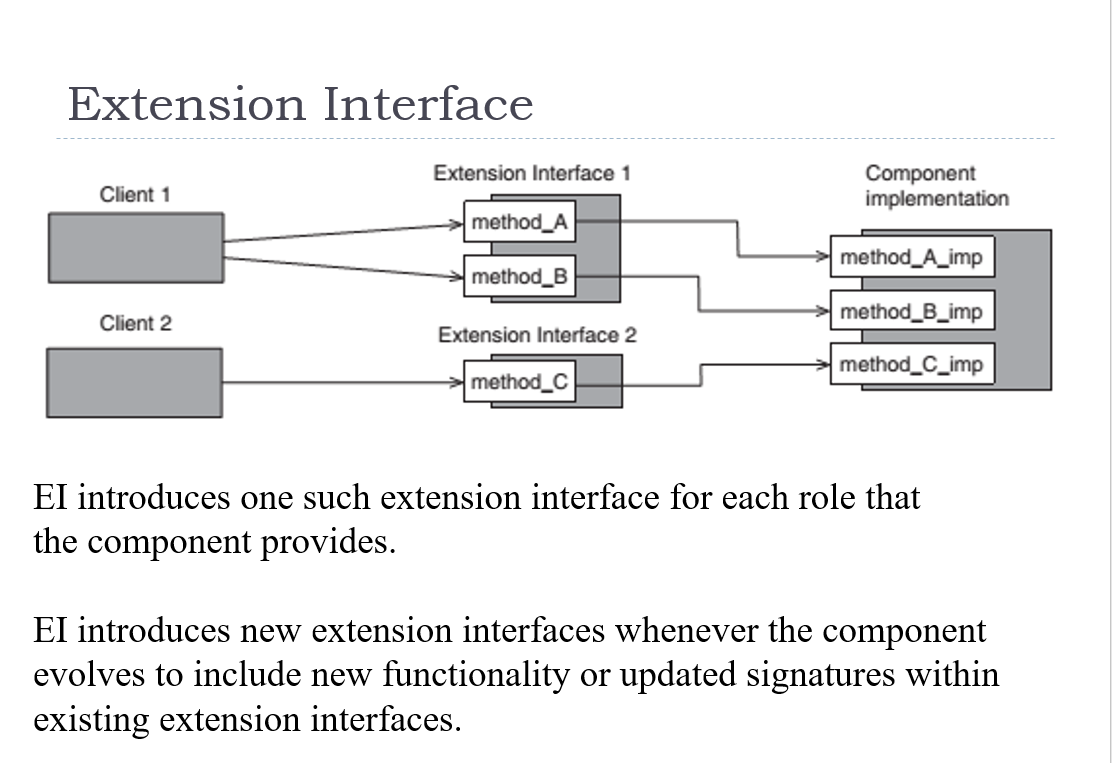 Extension Interface
Client 1
Extension Interface 1
Component
implementation
method_A
method_B
method_A_imp
method_B_imp
Client 2
Extension Interface 2
method_C
method_C_imp
EI introduces one such extension interface for each role that
the component provides.
EI introduces new extension interfaces whenever the component
evolves to include new functionality or updated signatures within
existing extension interfaces.